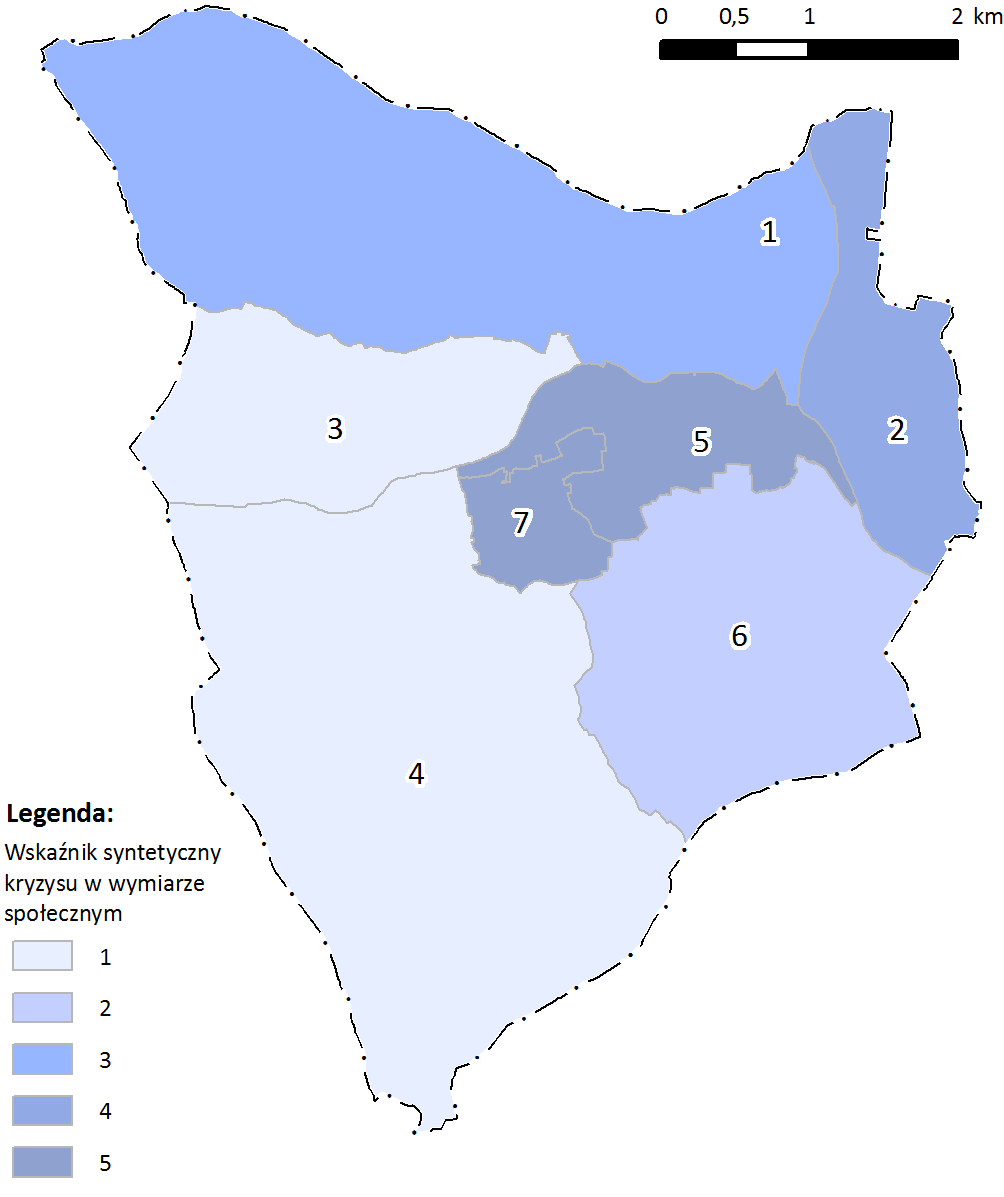 0 0,5 1 2 km
1
2
3
5
7
6
4
Legenda:
Wskaźnik syntetyczny
kryzysu w wymiarze
społecznym
1
2
3
4
5